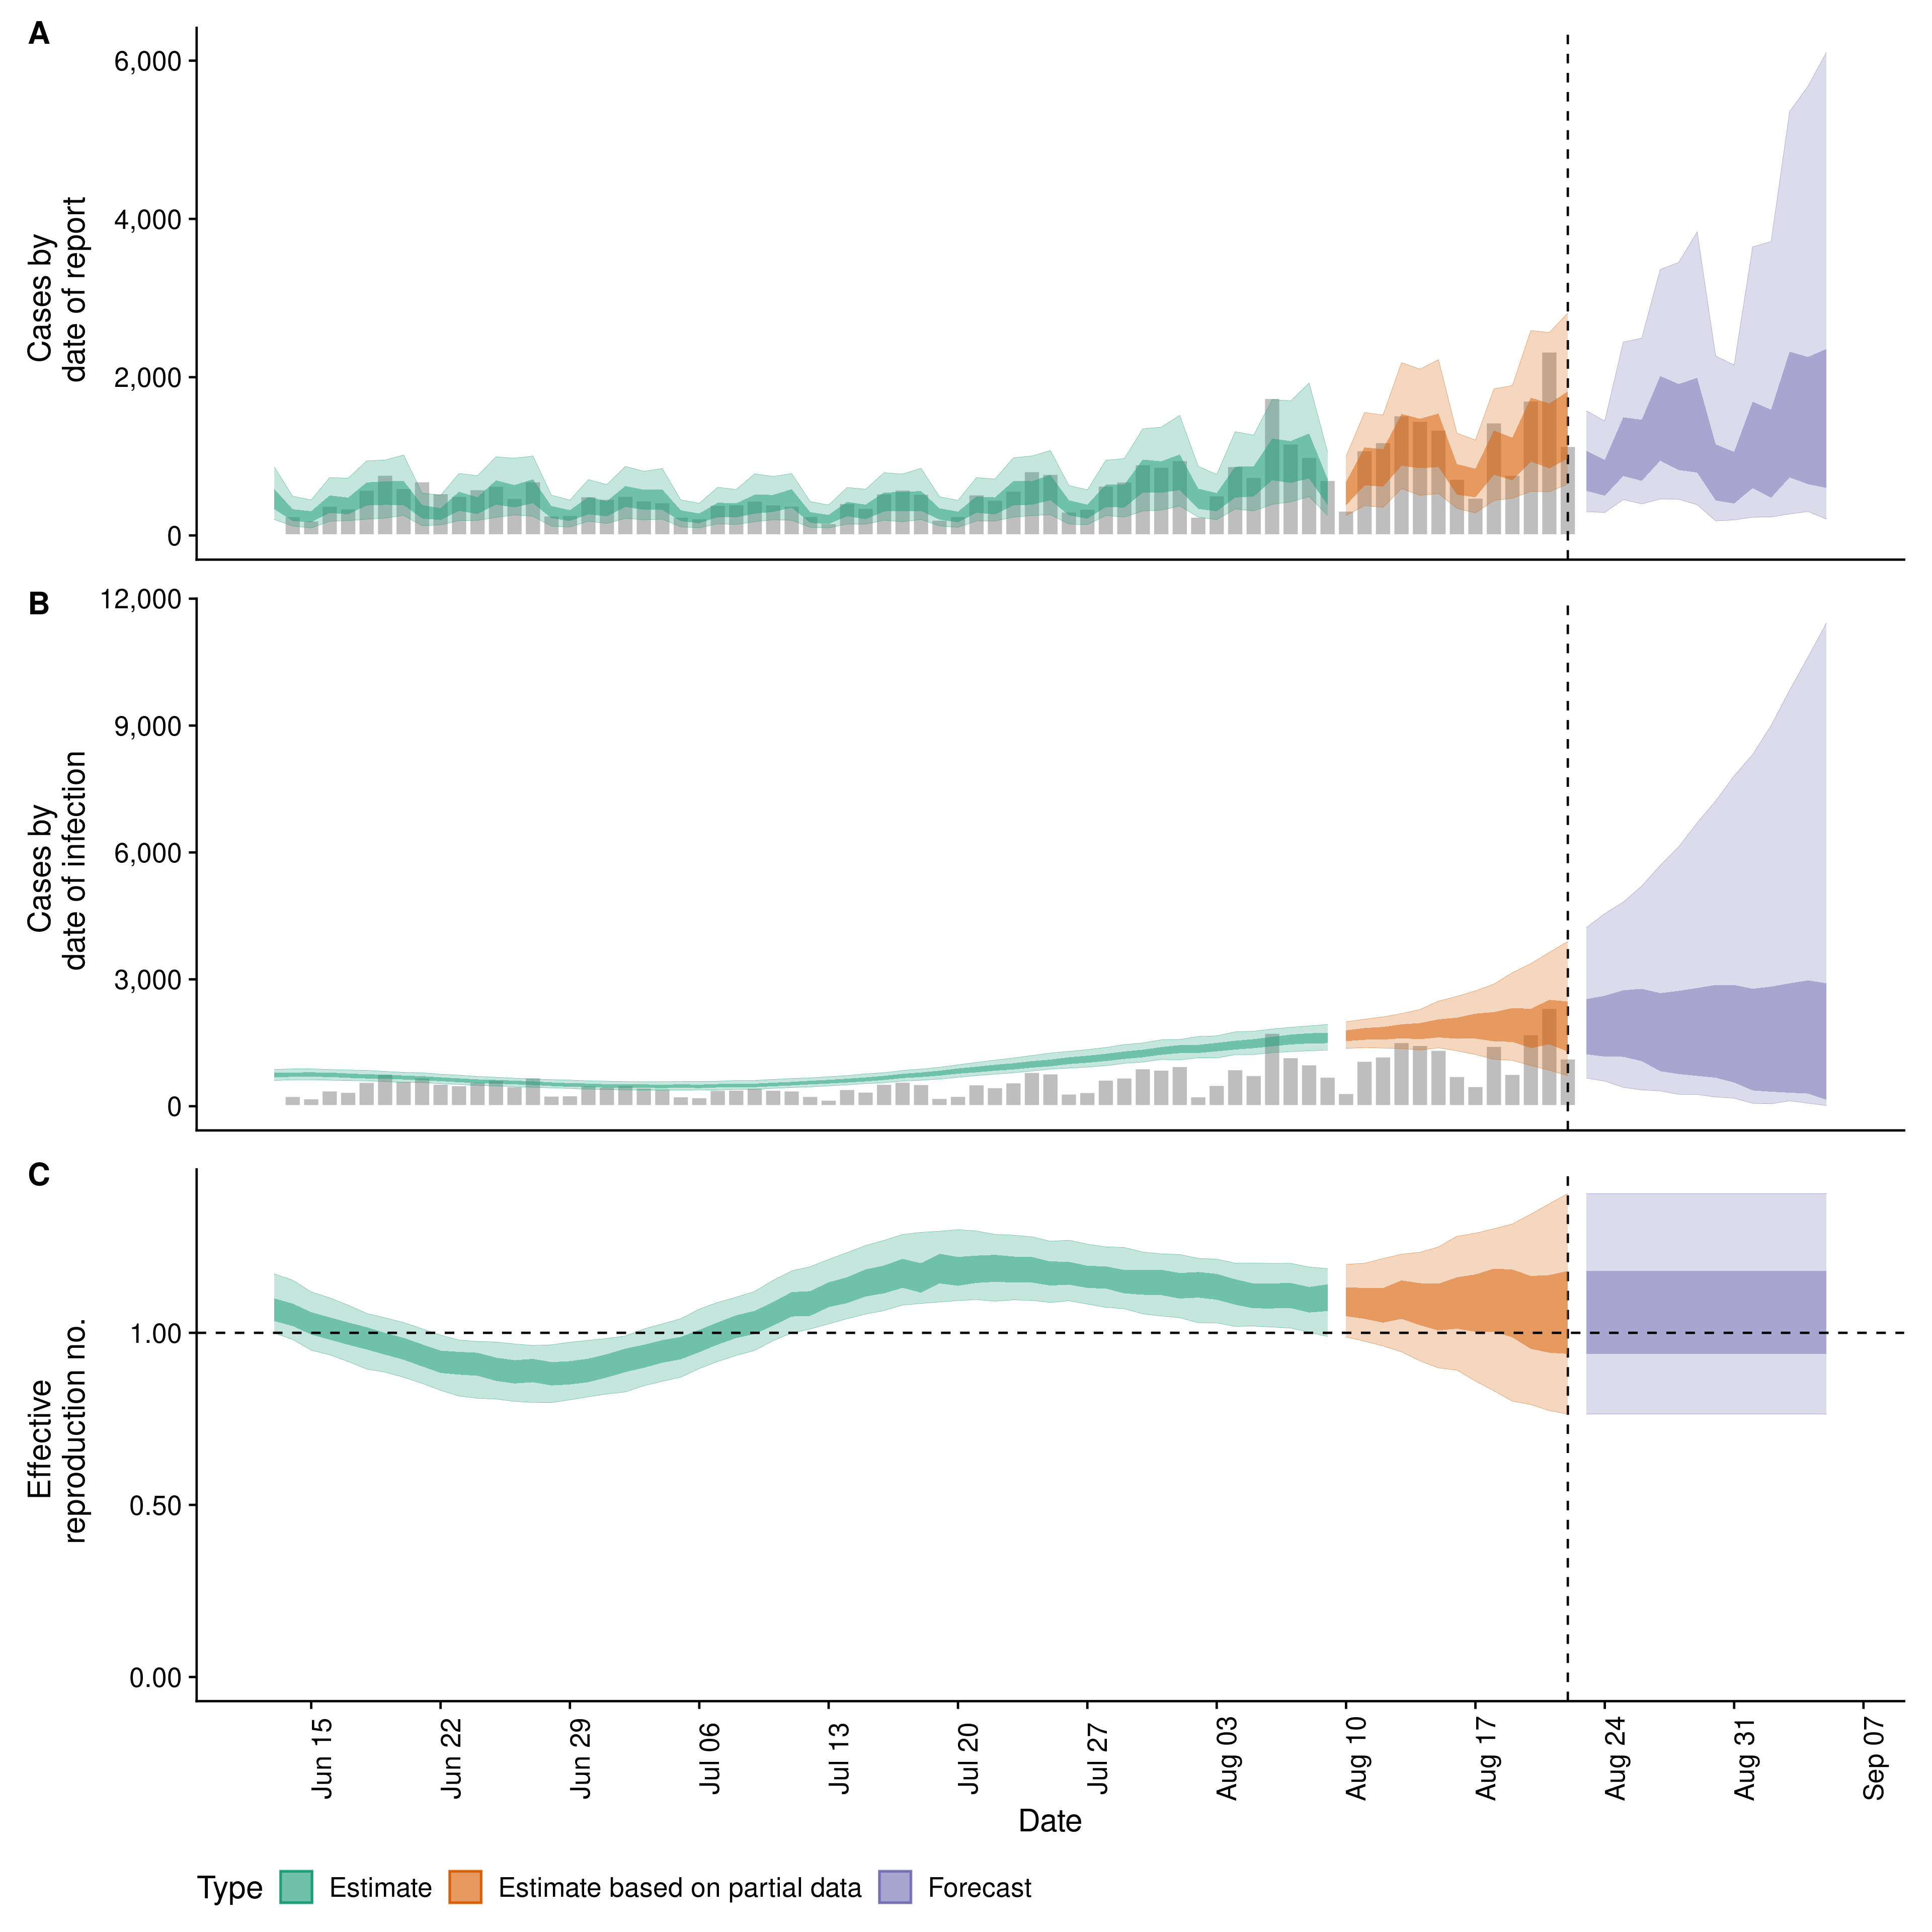 A
Cases by
date of report
6,000
4,000
2,000
0
B
Cases by
date of infection
12,000
9,000
6,000
3,000
0
C
Effective
reproduction no.
1.00
0.50
0.00
Jun 15
Jun 22
Jun 29
Jul 06
Jul 13
Jul 20
Jul 27
Aug 03
Aug 10
Aug 17
Aug 24
Aug 31
Sep 07
Date
Type Estimate Estimate based on partial data Forecast